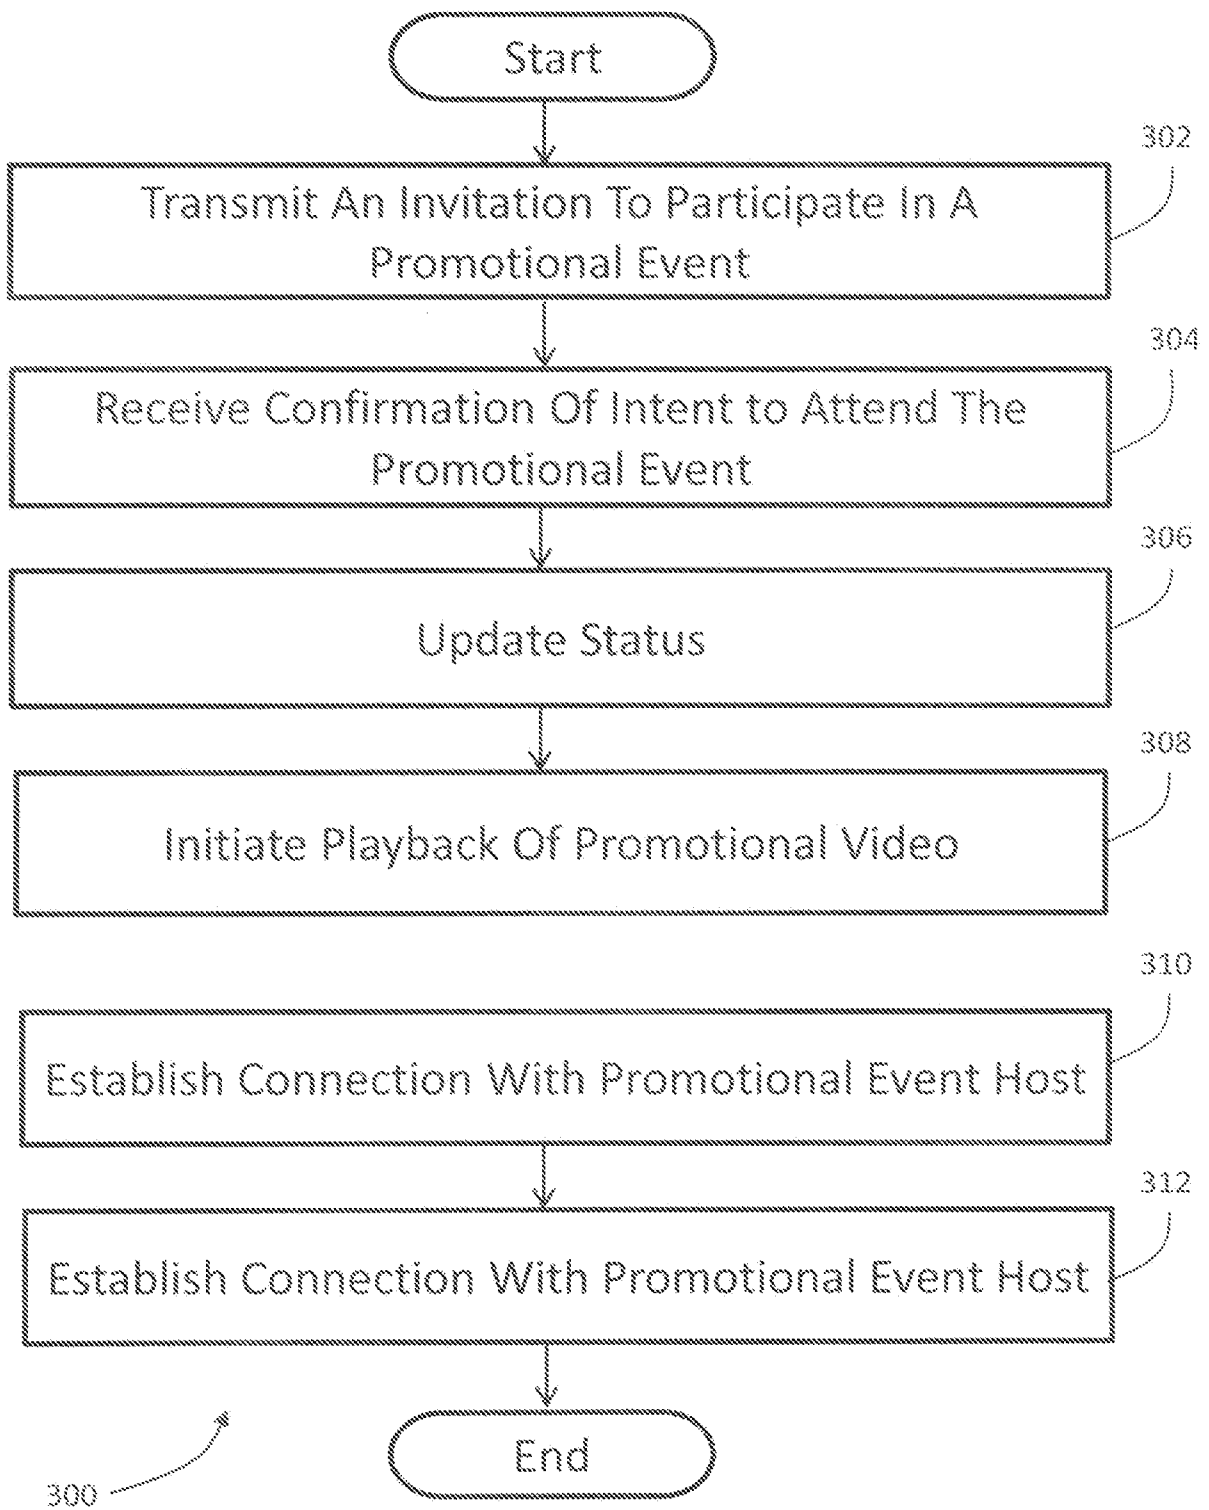 Start
302
Transmit An Invitation To Participate In A
Promotional Event
304
Receive Confirmation Of Intent to Attend The
Promotional Event
306
Update Status
308
Initiate Playback Of Promotional Video
310
Establish Connection With Promotional Event Host
312
Establish Connection With Promotional Event Host
End
300